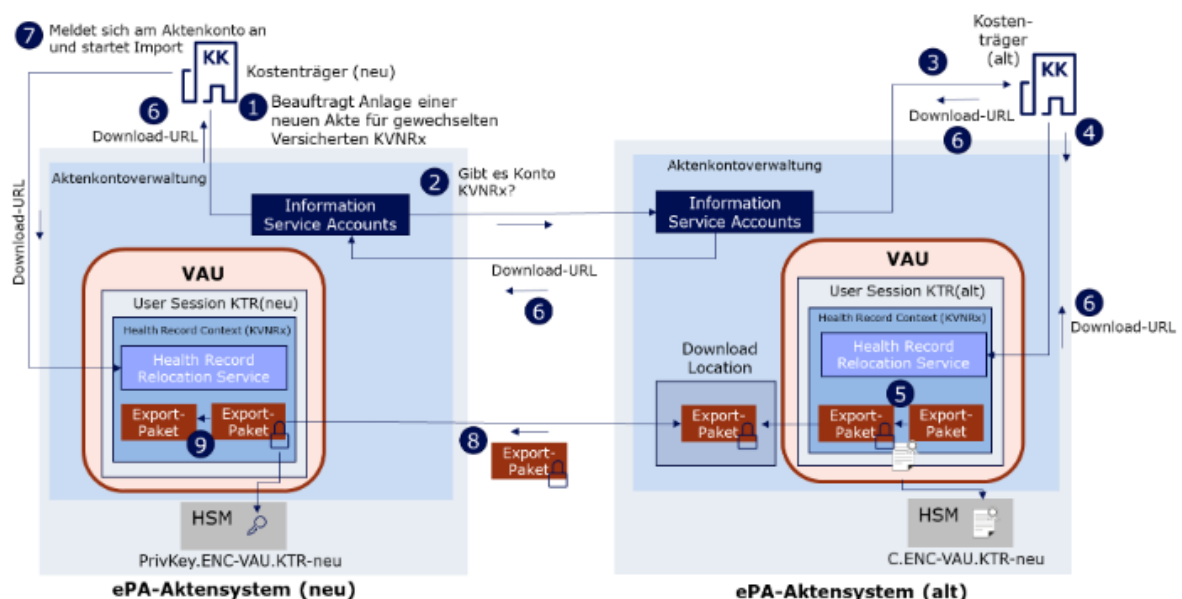 7
Meldet sich am Aktenkonto an
und startet Import
KK
Kostenträger (neu)
1
Beauftragt Anlage einer
neuen Akte für gewechselten
Versicherten KVNRx
6
Download-URL
Download-URL
Aktenkontoverwaltung
Information
Service Accounts
2
Gibt es Konto
KVNRx?
Download-URL
6
VAU
User Session KTR(neu)
Health Record Context (KVNRx)
Health Record
Relocation Service
Export-
Paket
9
Export-
Paket
8
Export-
Paket
HSM
PrivKey.ENC-VAU.KTR-neu
ePA-Aktensystem (neu)
Kosten-
träger
(alt)
KK
3
Download-URL
6
4
Aktenkontoverwaltung
Information
Service Accounts
VAU
User Session KTR(alt)
Health Record Context (KVNRx)
Health Record
Relocation Service
6
Download-URL
Download
Location
Export-
Paket
5
Export-
Paket
Export-
Paket
HSM
C.ENC-VAU.KTR-neu
ePA-Aktensystem (alt)